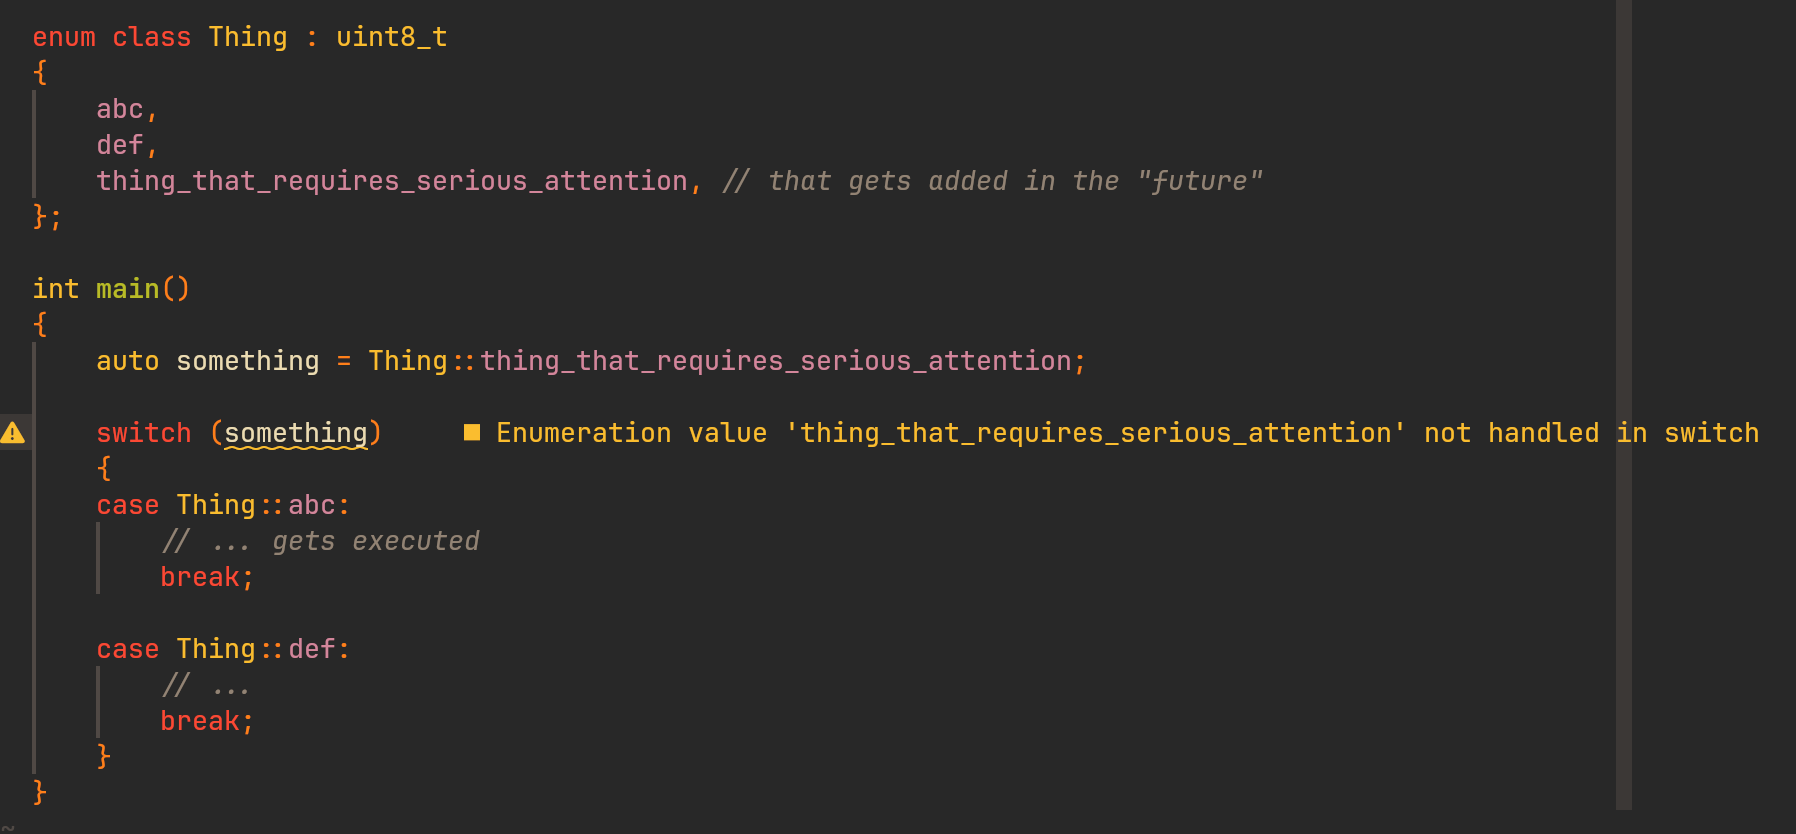 enum class Thing : uint8_t
{
    abc,
    def,
    thing_that_requires_serious_attention, // that gets added in the "future"
};

int main()
{
    auto something = Thing::thing_that_requires_serious_attention;

    switch (something)     ■ Enumeration value 'thing_that_requires_serious_attention' not handled in switch
    {
    case Thing::abc:
        // ... gets executed
        break;

    case Thing::def:
        // ...
        break;
    }
}
~